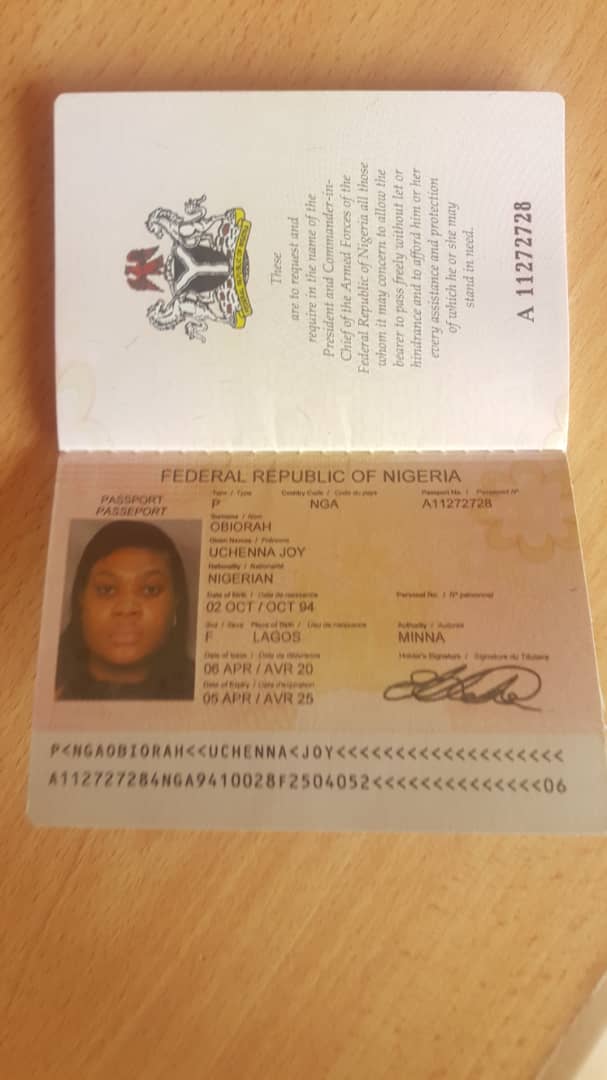 These
are to request and
require in the name of the
President and Commander-in-
Chief of the Armed Forces of the
Federal Republic of Nigeria all those
whom it may concern to allow the
bearer to pass freely without let or
hindrance and to afford him or her
every assistance and protection
of which he or she may
stand in need.
A 11272728
FEDERAL REPUBLIC OF NIGERIA
PASSPORT
PASSEPORT
Type / Type Country Code / Code du pays Passport No. / Passeport N°
P NGA A11272728
Surname / Nom
OBIORAH
Given Names / Prénoms
UCHENNA JOY
Nationality / Nationalité
NIGERIAN
Date of Birth / Date de naissance Personal No. / N° personnel
02 OCT / OCT 94
Sex / Sexe Place of Birth / Lieu de naissance Authority / Autorité
F LAGOS MINNA
Date of Issue / Date de délivrance Holder's Signature / Signature du Titulaire
06 APR / AVR 20
Date of Expiry / Date d'expiration
05 APR / AVR 25
P<NGAOBIORAH<<UCHENNA<JOY<<<<<<<<<<<<<<<<<<<
A112727284NGA9410028F2504052<<<<<<<<<<<<<<06